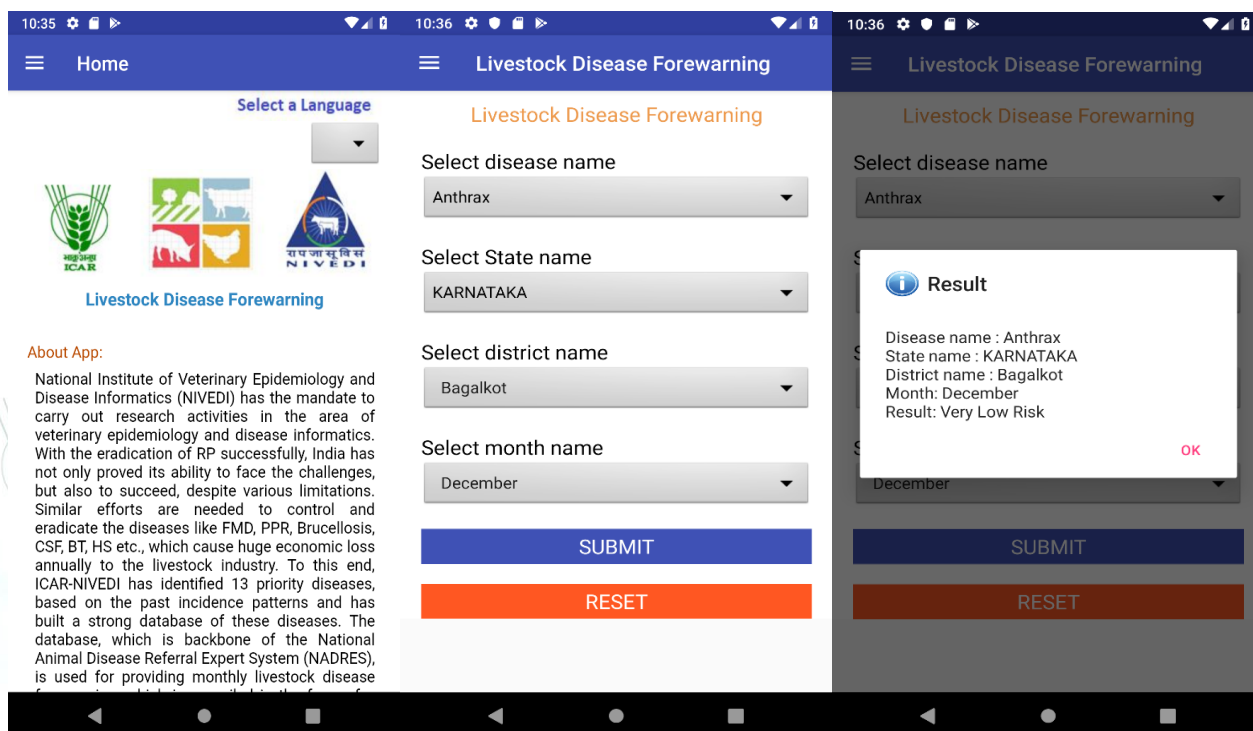 10:35
Home
Select a Language
ICAR
NIVEDI
Livestock Disease Forewarning
About App:
National Institute of Veterinary Epidemiology and
Disease Informatics (NIVEDI) has the mandate to
carry out research activities in the area of
veterinary epidemiology and disease informatics.
With the eradication of RP successfully, India has
not only proved its ability to face the challenges,
but also to succeed, despite various limitations.
Similar efforts are needed to control and
eradicate the diseases like FMD, PPR, Brucellosis,
CSF, BT, HS etc., which cause huge economic loss
annually to the livestock industry. To this end,
ICAR-NIVEDI has identified 13 priority diseases,
based on the past incidence patterns and has
built a strong database of these diseases. The
database, which is backbone of the National
Animal Disease Referral Expert System (NADRES),
is used for providing monthly livestock disease
10:36
Livestock Disease Forewarning
Livestock Disease Forewarning
Select disease name
Anthrax
Select State name
KARNATAKA
Select district name
Bagalkot
Select month name
December
SUBMIT
RESET
10:36
Livestock Disease Forewarning
Livestock Disease Forewarning
Select disease name
Anthrax
Result
Disease name : Anthrax
State name : KARNATAKA
District name : Bagalkot
Month: December
Result: Very Low Risk
OK
December
SUBMIT
RESET